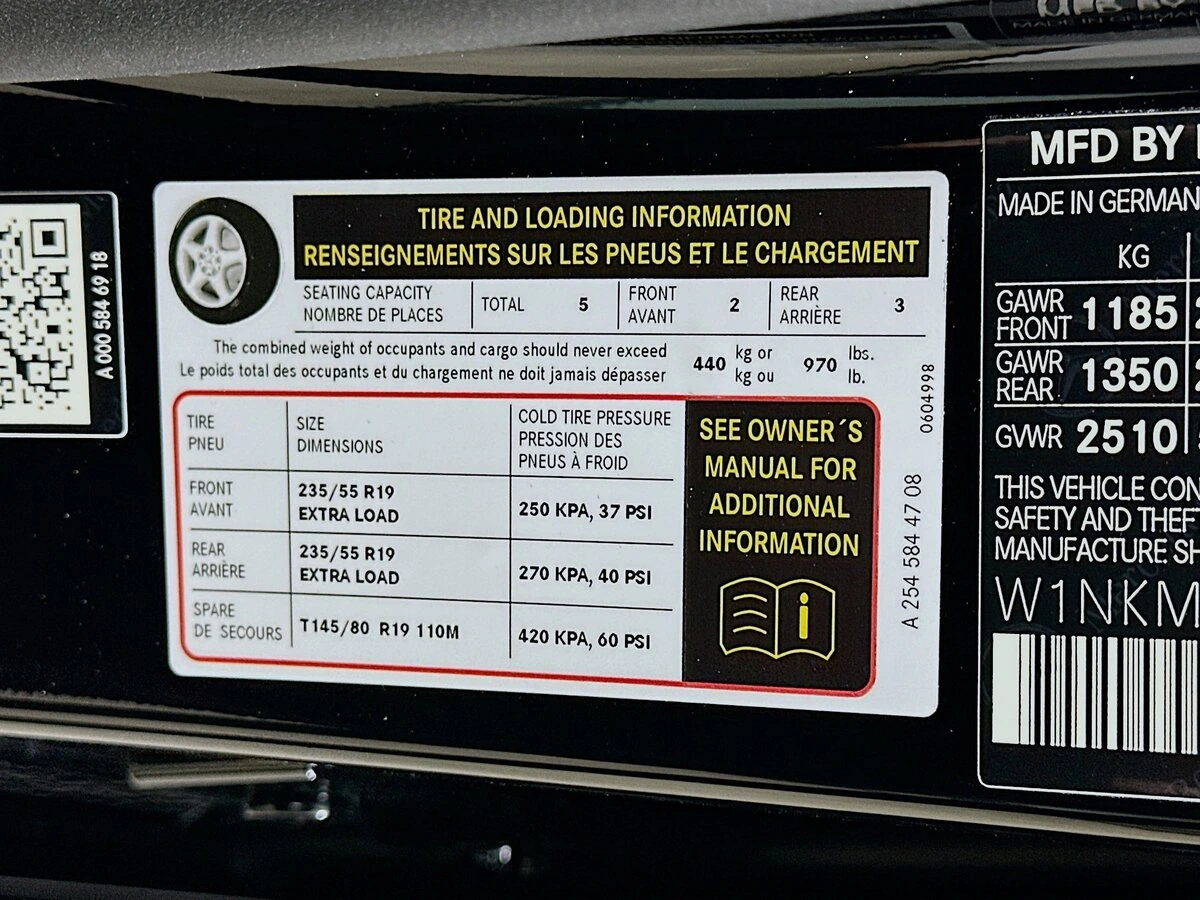 MADE IN GERMAN
A 000 584 69 18
TIRE AND LOADING INFORMATION
RENSEIGNEMENTS SUR LES PNEUS ET LE CHARGEMENT
SEATING CAPACITY
NOMBRE DE PLACES
TOTAL 5
FRONT
AVANT
2
REAR
ARRIÈRE
3
The combined weight of occupants and cargo should never exceed
Le poids total des occupants et du chargement ne doit jamais dépasser
440 kg or
kg ou
970 lbs.
lb.
TIRE
PNEU
SIZE
DIMENSIONS
COLD TIRE PRESSURE
PRESSION DES
PNEUS À FROID
FRONT
AVANT
235/55 R19
EXTRA LOAD
250 KPA, 37 PSI
REAR
ARRIÈRE
235/55 R19
EXTRA LOAD
270 KPA, 40 PSI
SPARE
DE SECOURS
T145/80 R19 110M
420 KPA, 60 PSI
SEE OWNER´S
MANUAL FOR
ADDITIONAL
INFORMATION
0604998
A 254 584 47 08
MFD BY
MADE IN GERMAN
KG
GAWR
FRONT
1185
GAWR
REAR
1350
GVWR 2510
THIS VEHICLE CON
SAFETY AND THEF
MANUFACTURE SH
W1NKM